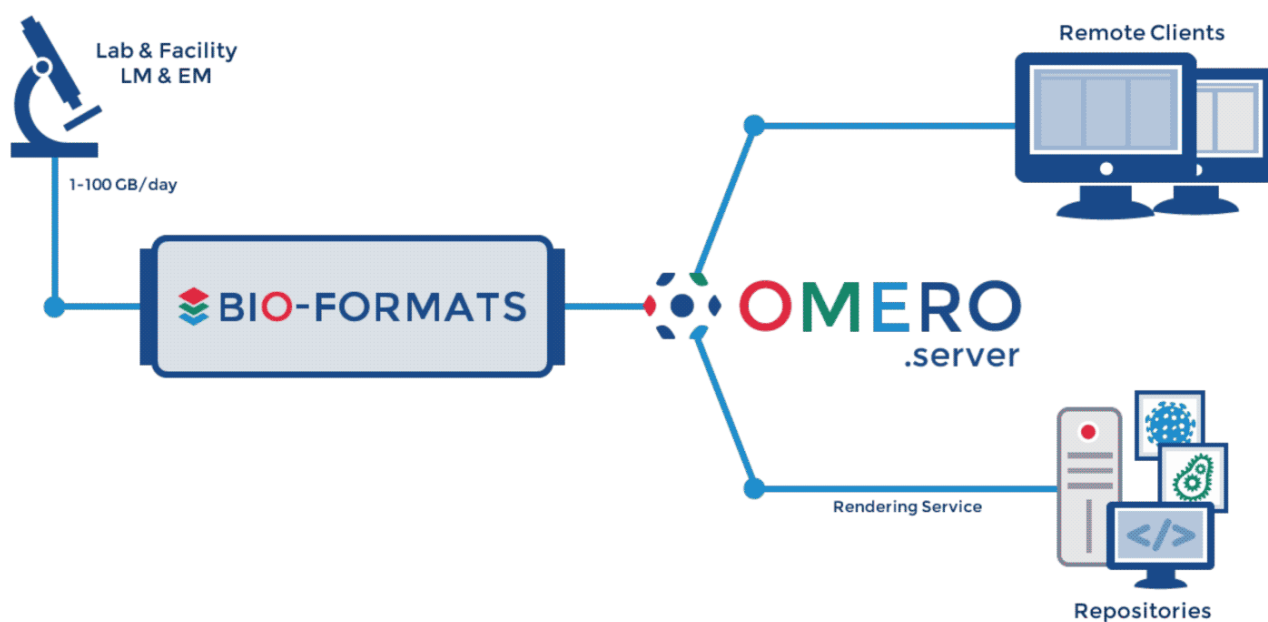 Lab & Facility
LM & EM
1-100 GB/day
BIO-FORMATS
OMERO
.server
Remote Clients
Rendering Service
</>
Repositories